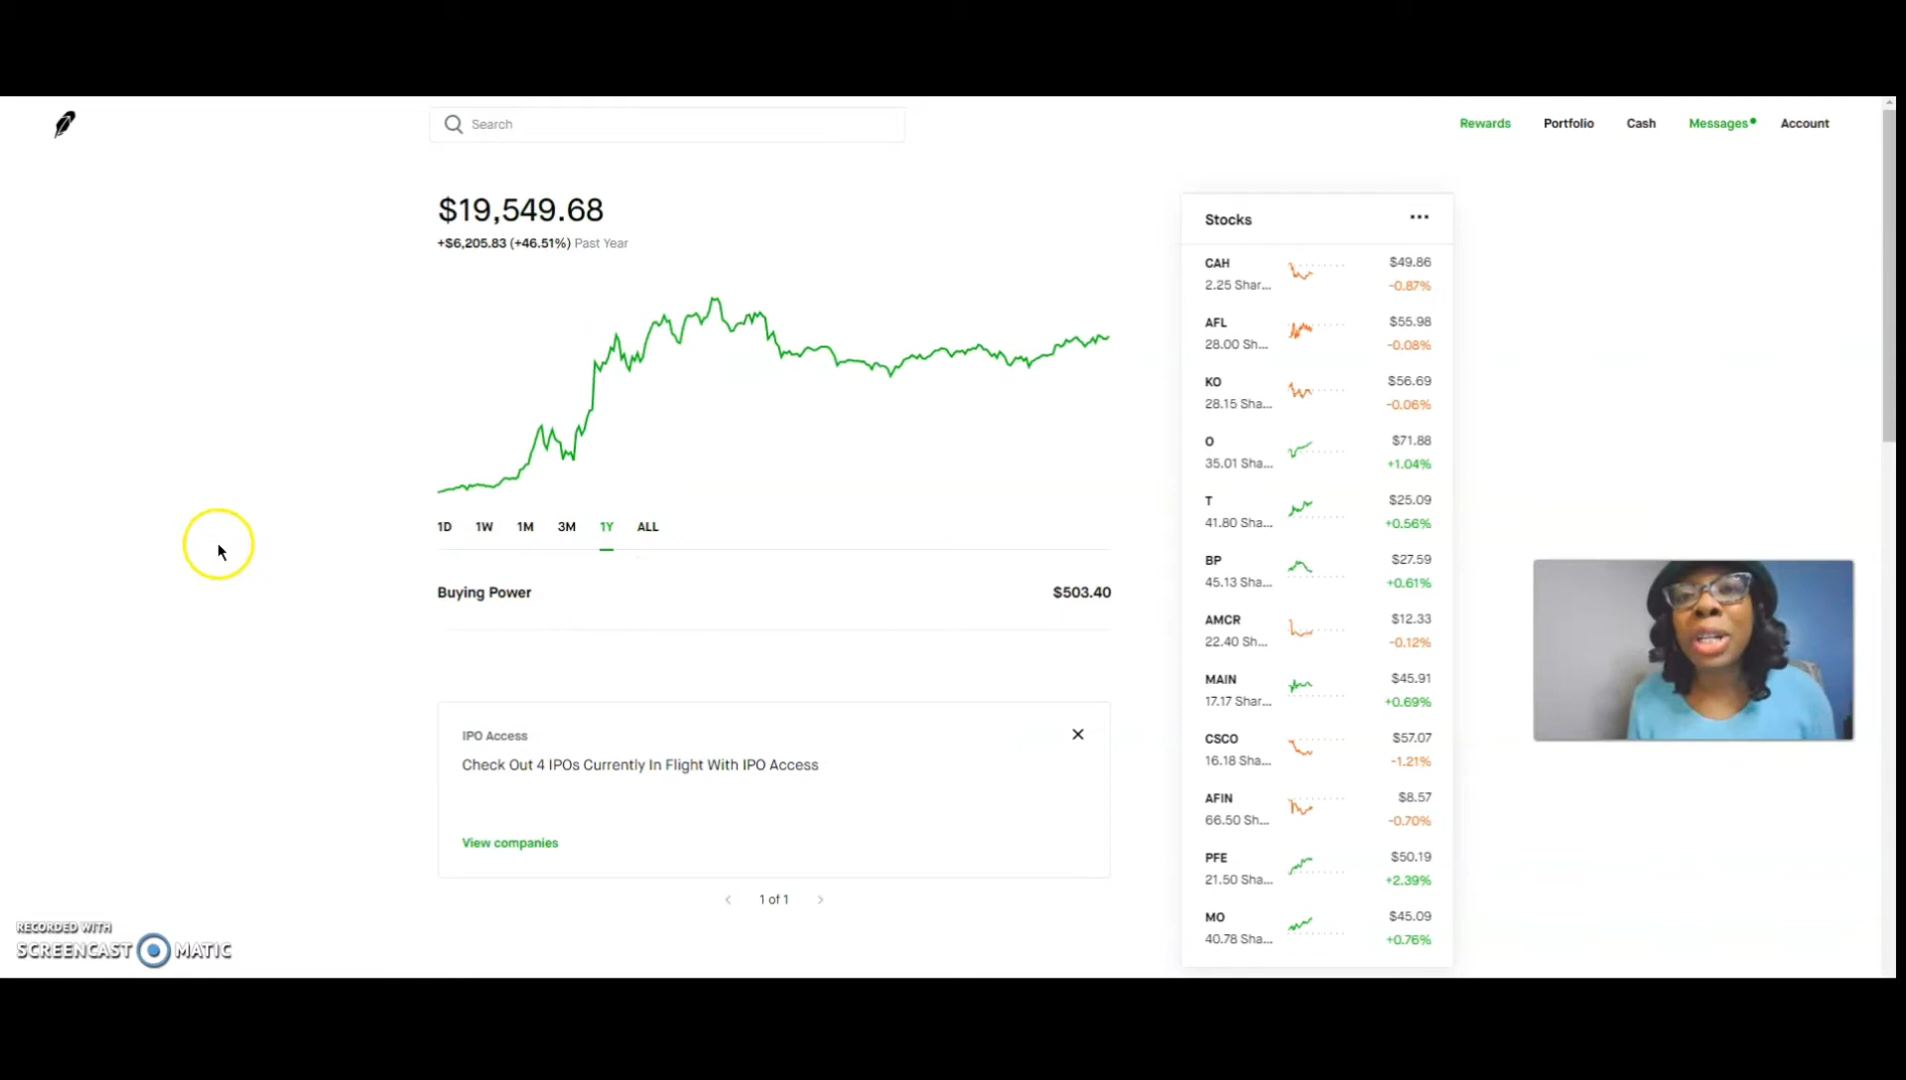 Search
Rewards Portfolio Cash Messages Account
$19,549.68
+$6,205.83 (+46.51%) Past Year
1D 1W 1M 3M 1Y ALL
Buying Power $503.40
IPO Access
Check Out 4 IPOs Currently In Flight With IPO Access
View companies
1 of 1
Stocks
CAH $49.86
2.25 Shar... -0.87%
AFL $55.98
28.00 Sh... -0.08%
KO $56.69
28.15 Sha... -0.06%
O $71.88
35.01 Sha... +1.04%
T $25.09
41.80 Sha... +0.56%
BP $27.59
45.13 Sha... +0.61%
AMCR $12.33
22.40 Sh... -0.12%
MAIN $45.91
17.17 Shar... +0.69%
CSCO $57.07
16.18 Sha... -1.21%
AFIN $8.57
66.50 Sh... -0.70%
PFE $50.19
21.50 Sha... +2.39%
MO $45.09
40.78 Sha... +0.76%
RECORDED WITH
SCREENCAST MATIC